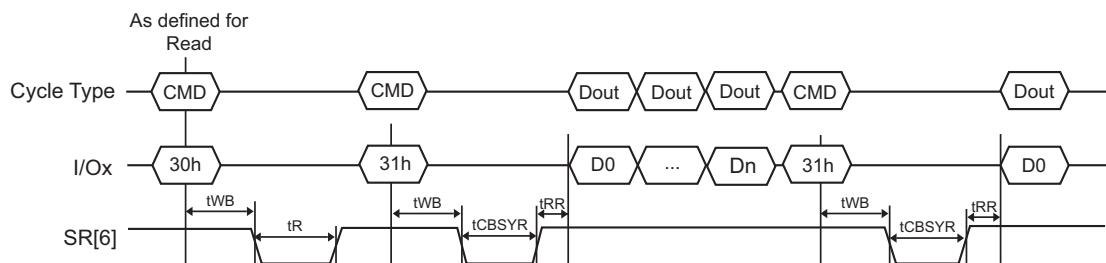 As defined for
Read
Cycle Type CMD CMD Dout Dout Dout CMD Dout
I/Ox 30h 31h D0 ... Dn 31h D0
tWB tR tWB tCBSYR tRR tWB tCBSYR tRR
SR[6]